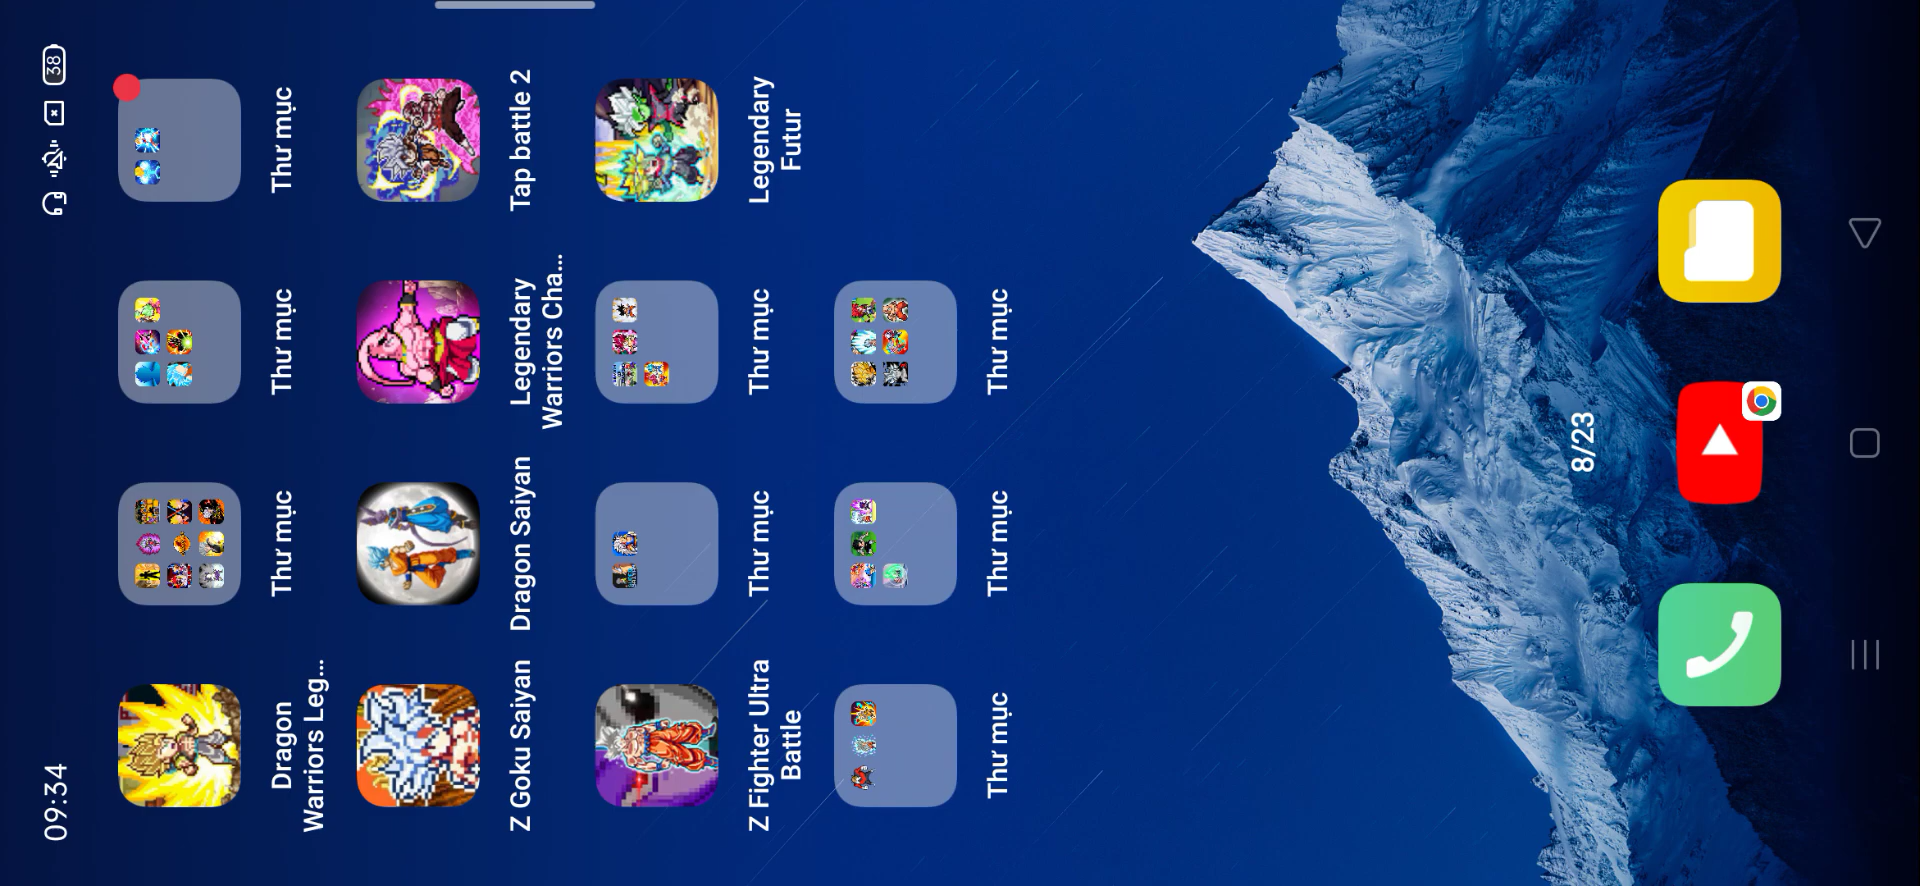 09:34
38
Dragon
Warriors Leg...
Thư mục
Thư mục
Thư mục
Z Goku Saiyan
Dragon Saiyan
Legendary
Warriors Cha...
Tap battle 2
Z Fighter Ultra
Battle
Thư mục
Thư mục
Legendary
Futur
Thư mục
Thư mục
Thư mục
8/23